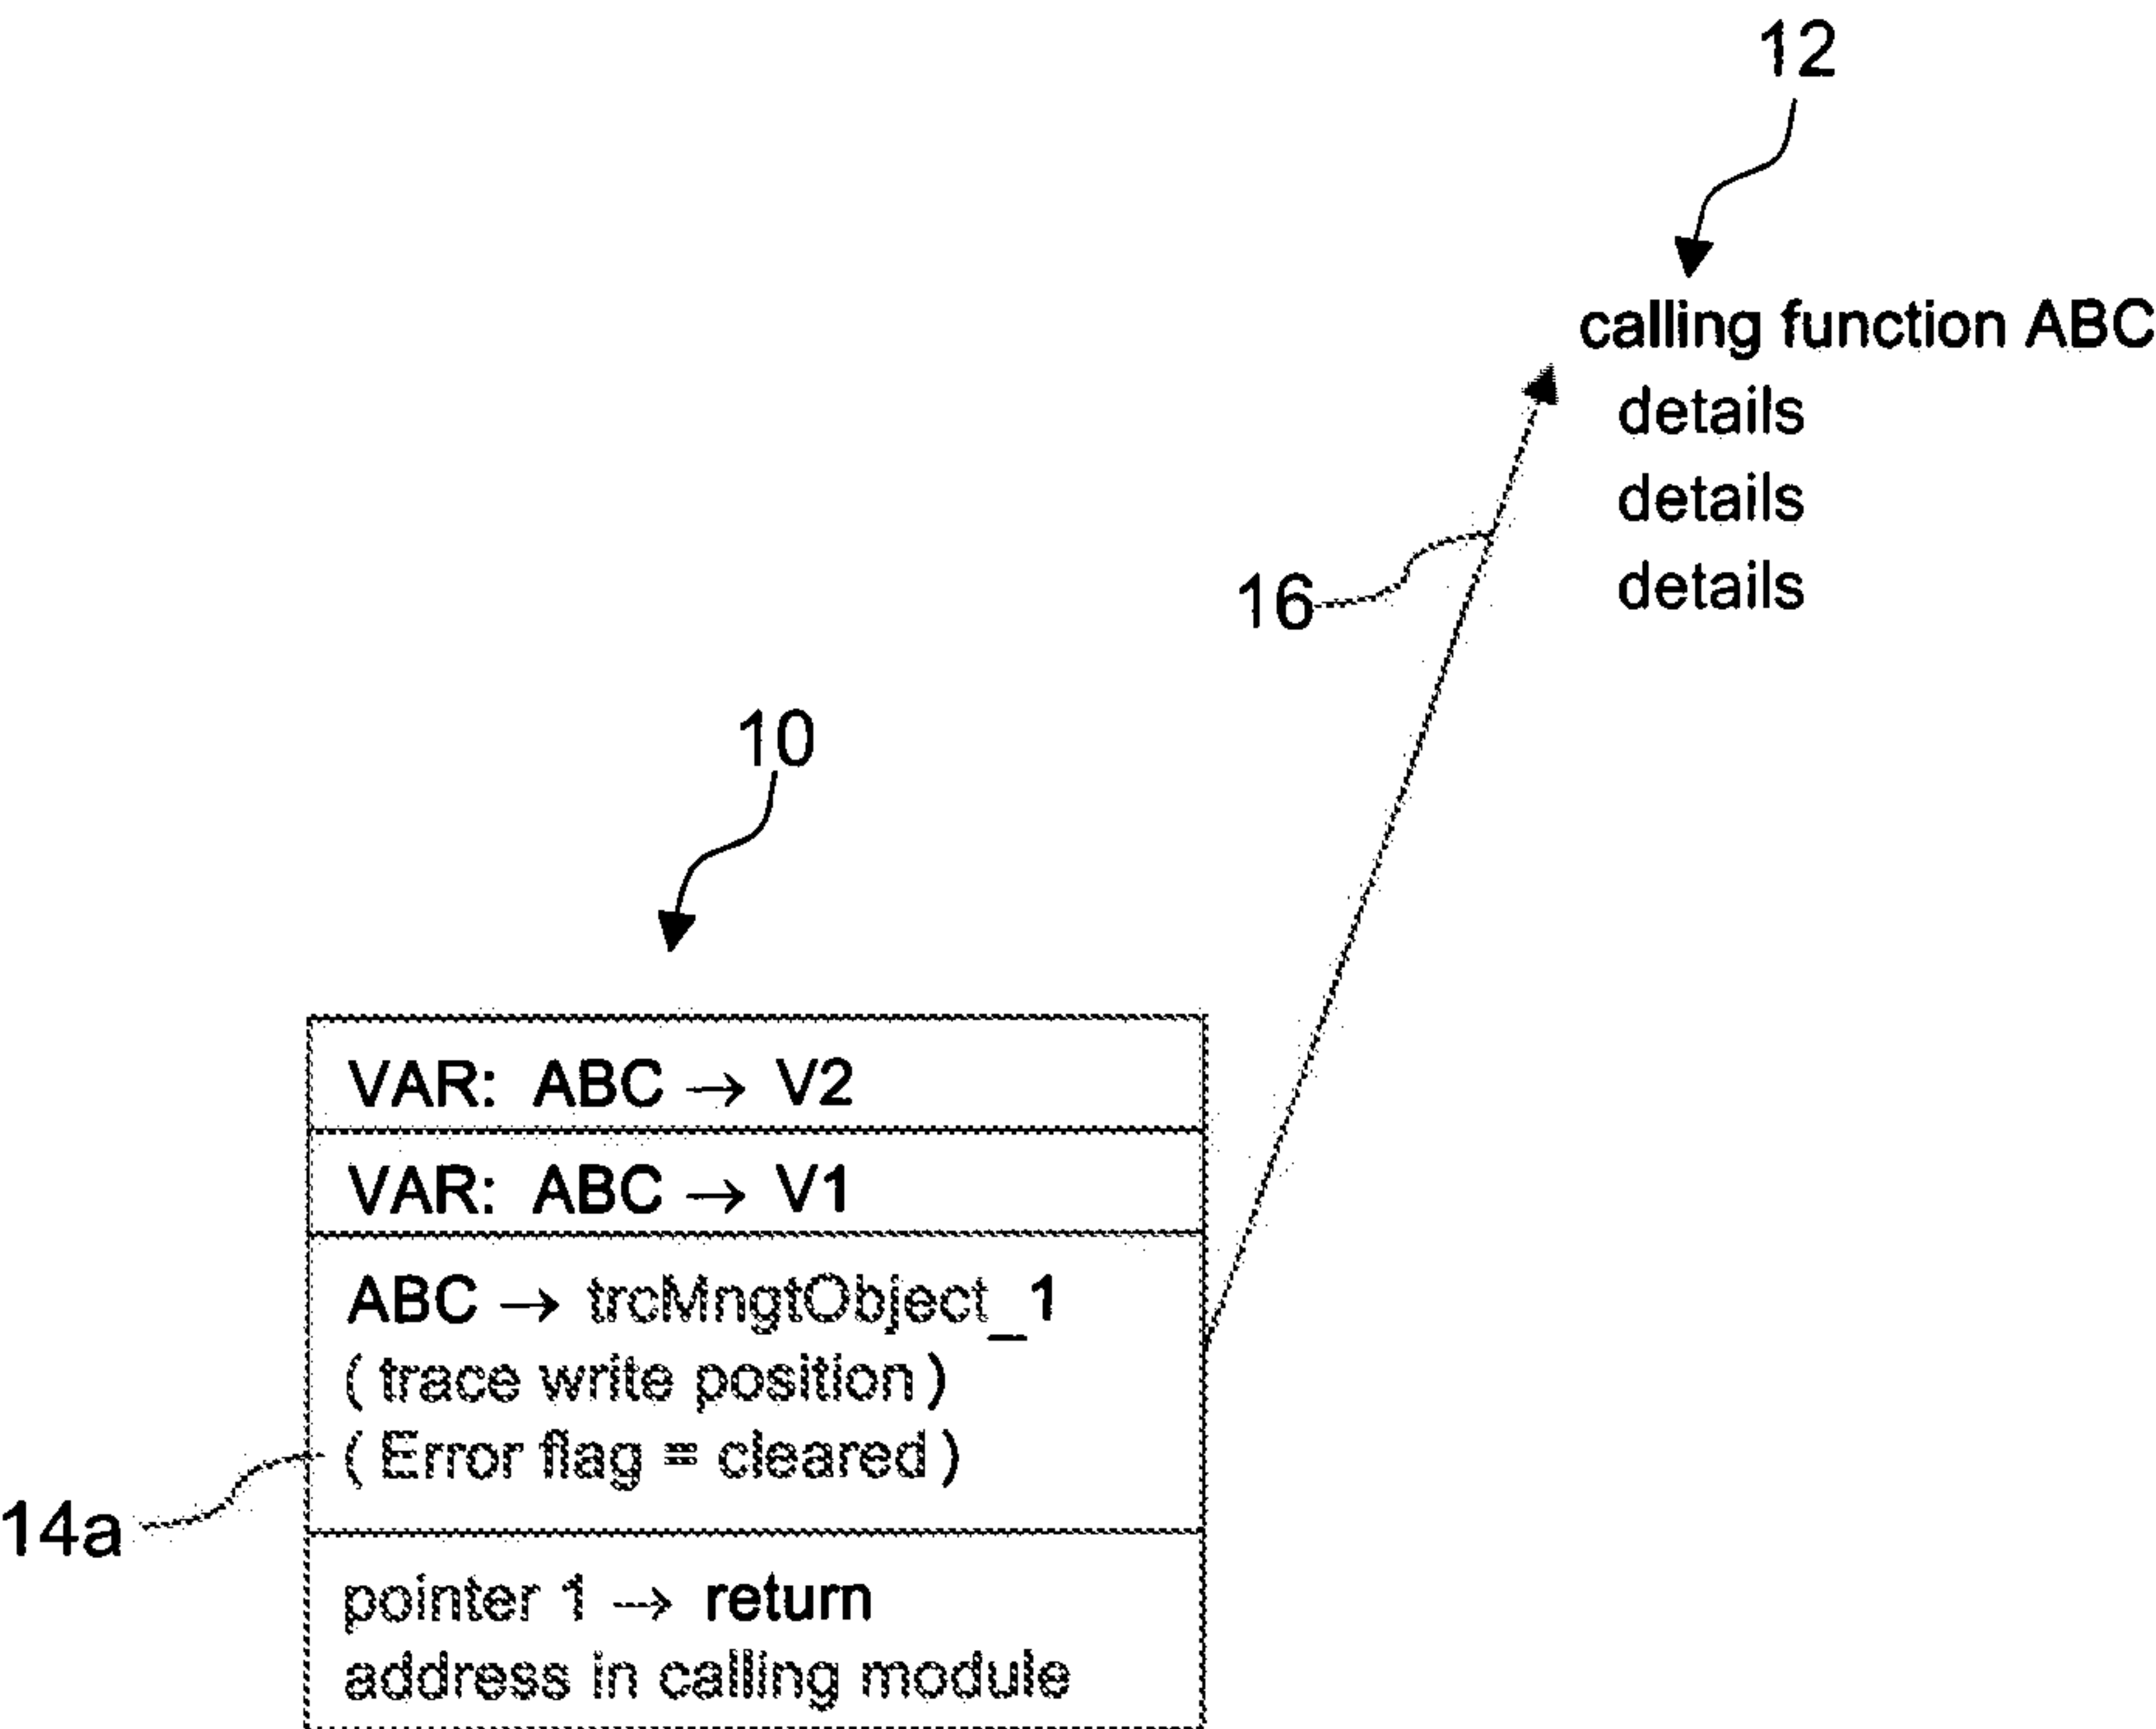 12
calling function ABC
details
details
details
16
10
VAR: ABC → V2
VAR: ABC → V1
ABC → trcMngtObject_1
( trace write position )
( Error flag = cleared )
14a
pointer 1 → return
address in calling module